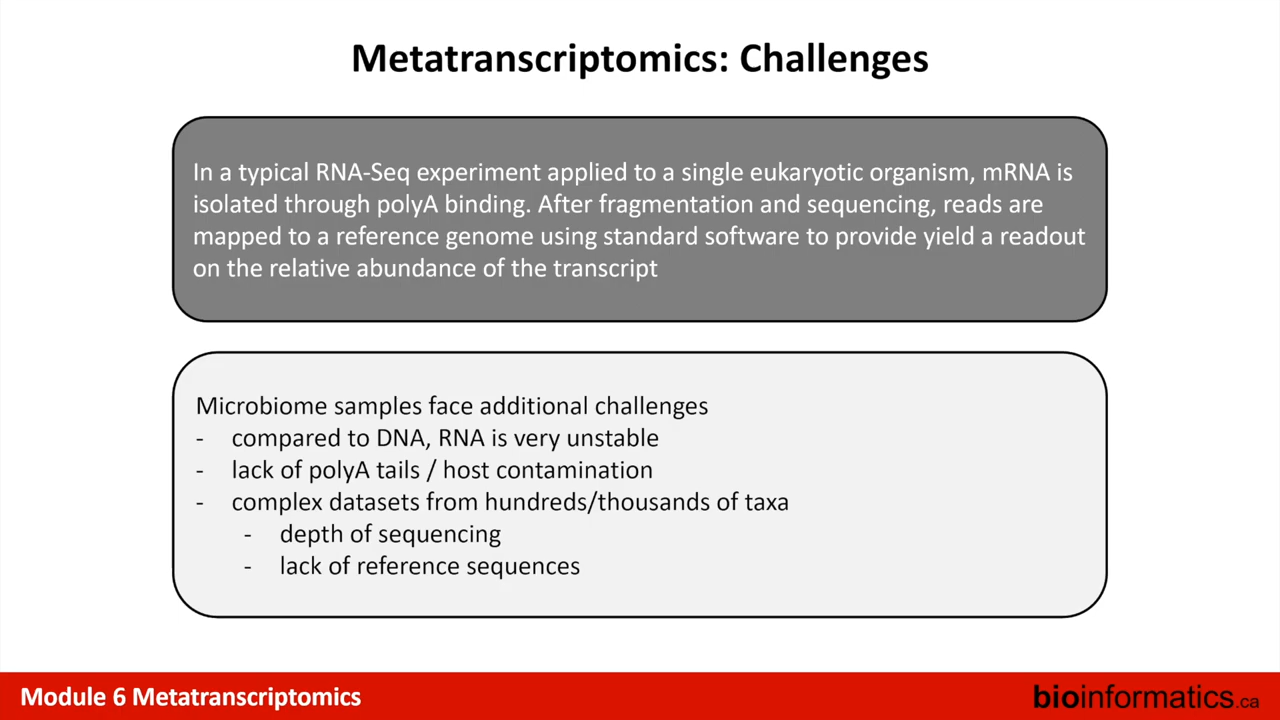 Metatranscriptomics: Challenges
In a typical RNA-Seq experiment applied to a single eukaryotic organism, mRNA is
isolated through polyA binding. After fragmentation and sequencing, reads are
mapped to a reference genome using standard software to provide yield a readout
on the relative abundance of the transcript
Microbiome samples face additional challenges
- compared to DNA, RNA is very unstable
- lack of polyA tails / host contamination
- complex datasets from hundreds/thousands of taxa
- depth of sequencing
- lack of reference sequences
Module 6 Metatranscriptomics
bioinformatics.ca